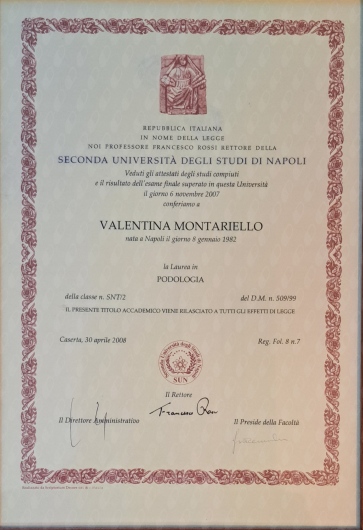 REPUBBLICA ITALIANA
IN NOME DELLA LEGGE
NOI PROFESSORE FRANCESCO ROSSI RETTORE DELLA
SECONDA UNIVERSITÀ DEGLI STUDI DI NAPOLI
Veduti gli attestati degli studi compiuti
e il risultato dell'esame finale superato in questa Università
il giorno 6 novembre 2007
conferiamo a
VALENTINA MONTARIELLO
nata a Napoli il giorno 8 gennaio 1982
la Laurea in
PODOLOGIA
della classe n. SNT/2 del D.M. n. 509/99
IL PRESENTE TITOLO ACCADEMICO VIENE RILASCIATO A TUTTI GLI EFFETTI DI LEGGE
Caserta, 30 aprile 2008 Reg. Fol. 8 n.7
SUN
Il Rettore
Il Direttore Amministrativo Il Preside della Facoltà